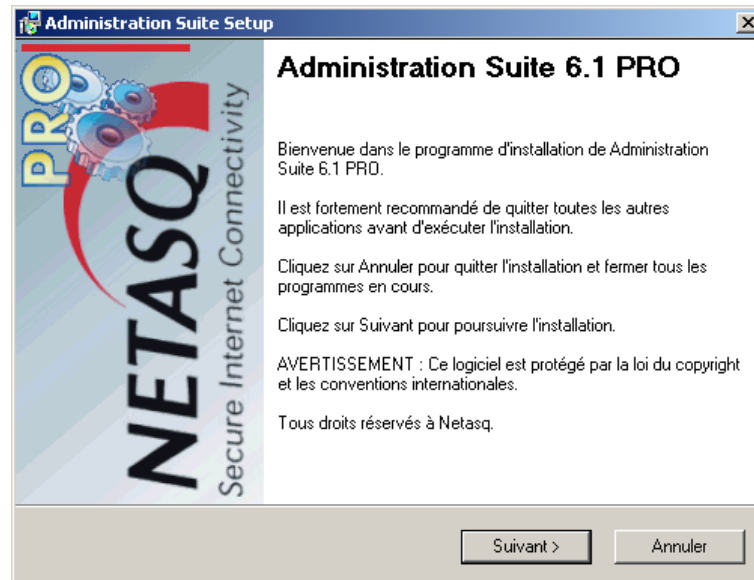 Administration Suite Setup
PRO
NETASQ
Secure Internet Connectivity
Administration Suite 6.1 PRO
Bienvenue dans le programme d'installation de Administration
Suite 6.1 PRO.
Il est fortement recommandé de quitter toutes les autres
applications avant d'exécuter l'installation.
Cliquez sur Annuler pour quitter l'installation et fermer tous les
programmes en cours.
Cliquez sur Suivant pour poursuivre l'installation.
AVERTISSEMENT : Ce logiciel est protégé par la loi du copyright
et les conventions internationales.
Tous droits réservés à Netasq.
Suivant >
Annuler